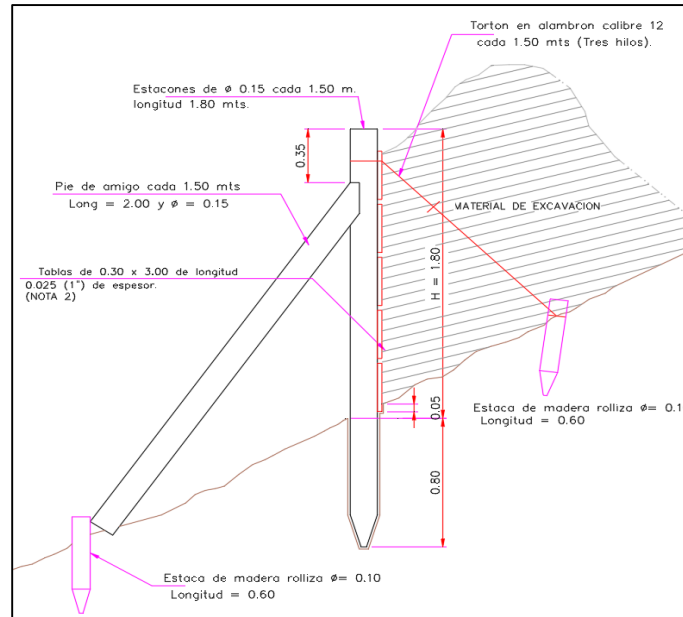 Torton en alambron calibre 12
cada 1.50 mts (Tres hilos).
Estacones de ø 0.15 cada 1.50 m.
longitud 1.80 mts.
0.35
Pie de amigo cada 1.50 mts
Long = 2.00 y ø = 0.15
MATERIAL DE EXCAVACION
H = 1.80
Tablas de 0.30 x 3.00 de longitud
0.025 (1") de espesor.
(NOTA 2)
0.05
Estaca de madera rolliza ø= 0.1
Longitud = 0.60
0.80
Estaca de madera rolliza ø= 0.10
Longitud = 0.60